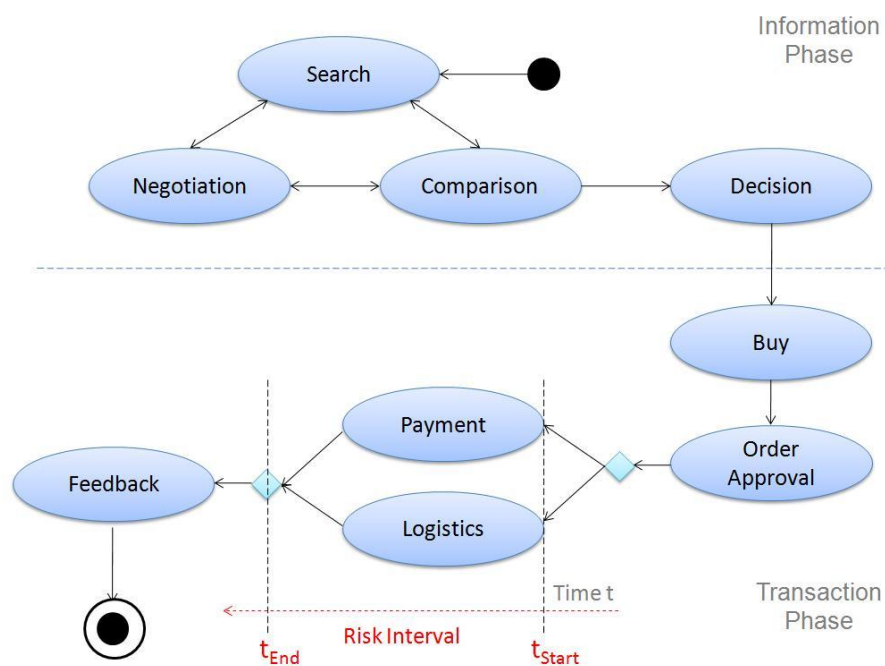 Information
Phase
Search
Negotiation
Comparison
Decision
Buy
Payment
Order
Approval
Feedback
Logistics
Time t
Transaction
Phase
Risk Interval
tEnd
tStart